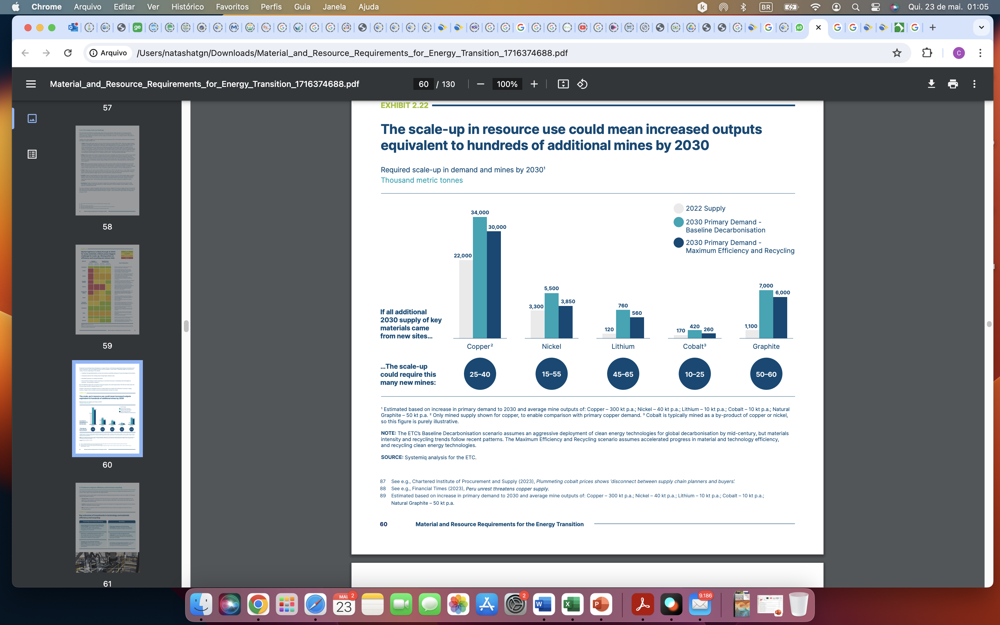 Chrome Arquivo Editar Ver Histórico Favoritos Perfis Guia Janela Ajuda BR Qui. 23 de mai. 01:05
ge sei TCU 60
Arquivo /Users/natashatgn/Downloads/Material_and_Resource_Requirements_for_Energy_Transition_1716374688.pdf C
Material_and_Resource_Requirements_for_Energy_Transition_1716374688.pdf 60 / 130 100%
57
58
59
60
61
EXHIBIT 2.22
The scale-up in resource use could mean increased outputs
equivalent to hundreds of additional mines by 2030
Required scale-up in demand and mines by 2030¹
Thousand metric tonnes
2022 Supply
2030 Primary Demand -
Baseline Decarbonisation
2030 Primary Demand -
Maximum Efficiency and Recycling
34,000
30,000
22,000
5,500
3,300
3,850
760
560
120
420
170
260
7,000
6,000
1,100
If all additional
2030 supply of key
materials came
from new sites...
Copper² Nickel Lithium Cobalt³ Graphite
...The scale-up
could require this
many new mines:
25–40 15–55 45–65 10–25 50–60
¹ Estimated based on increase in primary demand to 2030 and average mine outputs of: Copper – 300 kt p.a.; Nickel – 40 kt p.a.; Lithium – 10 kt p.a.; Cobalt – 10 kt p.a.; Natural
Graphite – 50 kt p.a. ² Only mined supply shown for copper, to enable comparison with primary copper demand. ³ Cobalt is typically mined as a by-product of copper or nickel,
so this figure is purely illustrative.
NOTE: The ETC's Baseline Decarbonisation scenario assumes an aggressive deployment of clean energy technologies for global decarbonisation by mid-century, but materials
intensity and recycling trends follow recent patterns. The Maximum Efficiency and Recycling scenario assumes accelerated progress in material and technology efficiency,
and recycling clean energy technologies.
SOURCE: Systemiq analysis for the ETC.
87 See e.g., Chartered Institute of Procurement and Supply (2023), Plummeting cobalt prices shows 'disconnect between supply chain planners and buyers'.
88 See e.g., Financial Times (2023), Peru unrest threatens copper supply.
89 Estimated based on increase in primary demand to 2030 and average mine outputs of: Copper – 300 kt p.a.; Nickel – 40 kt p.a.; Lithium – 10 kt p.a.; Cobalt – 10 kt p.a.;
Natural Graphite – 50 kt p.a.
60 Material and Resource Requirements for the Energy Transition
MAI. 2
23
2
W X P
9.186